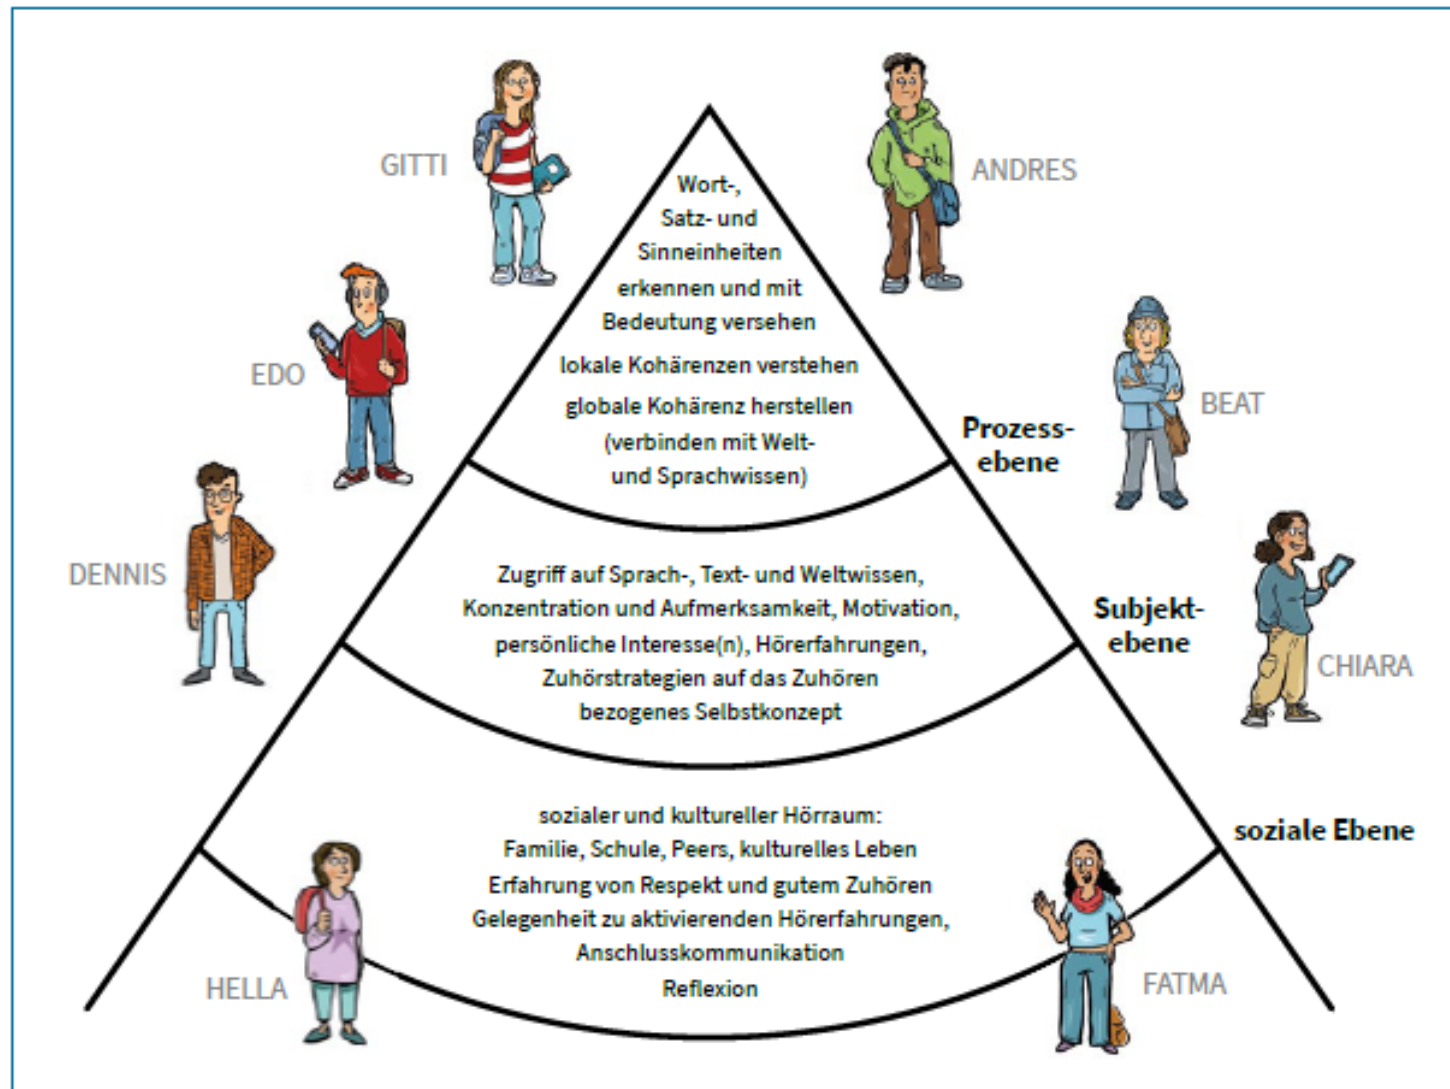 GITTI
ANDRES
Wort-,
Satz- und
Sinneinheiten
erkennen und mit
Bedeutung versehen
lokale Kohärenzen verstehen
globale Kohärenz herstellen
(verbinden mit Welt-
und Sprachwissen)
EDO
BEAT
Prozess-
ebene
DENNIS
Zugriff auf Sprach-, Text- und Weltwissen,
Konzentration und Aufmerksamkeit, Motivation,
persönliche Interesse(n), Hörerfahrungen,
Zuhörstrategien auf das Zuhören
bezogenes Selbstkonzept
Subjekt-
ebene
CHIARA
sozialer und kultureller Hörraum:
Familie, Schule, Peers, kulturelles Leben
Erfahrung von Respekt und gutem Zuhören
Gelegenheit zu aktivierenden Hörerfahrungen,
Anschlusskommunikation
Reflexion
soziale Ebene
HELLA
FATMA